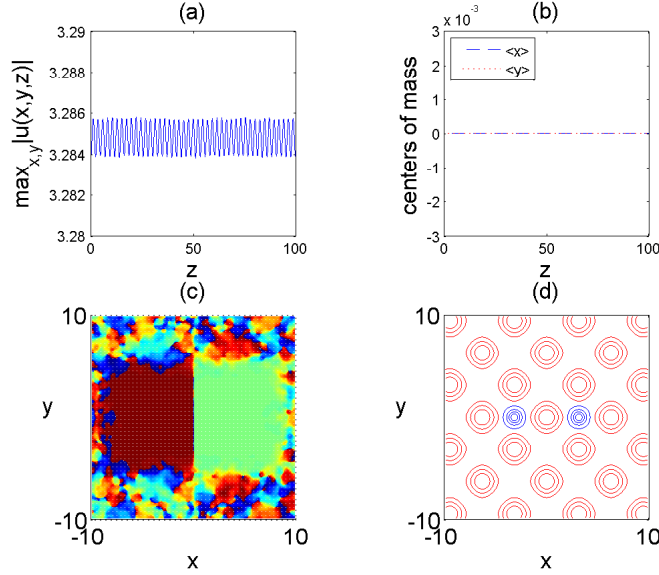 (a)
3.29
3.288
3.286
3.284
3.282
3.28
max_{x,y}|u(x,y,z)|
0
50
100
z
(b)
x 10^{-3}
3
2
1
0
-1
-2
-3
centers of mass
<x>
<y>
0
50
100
z
(c)
10
y
-10
-10
10
x
(d)
10
y
-10
-10
10
x